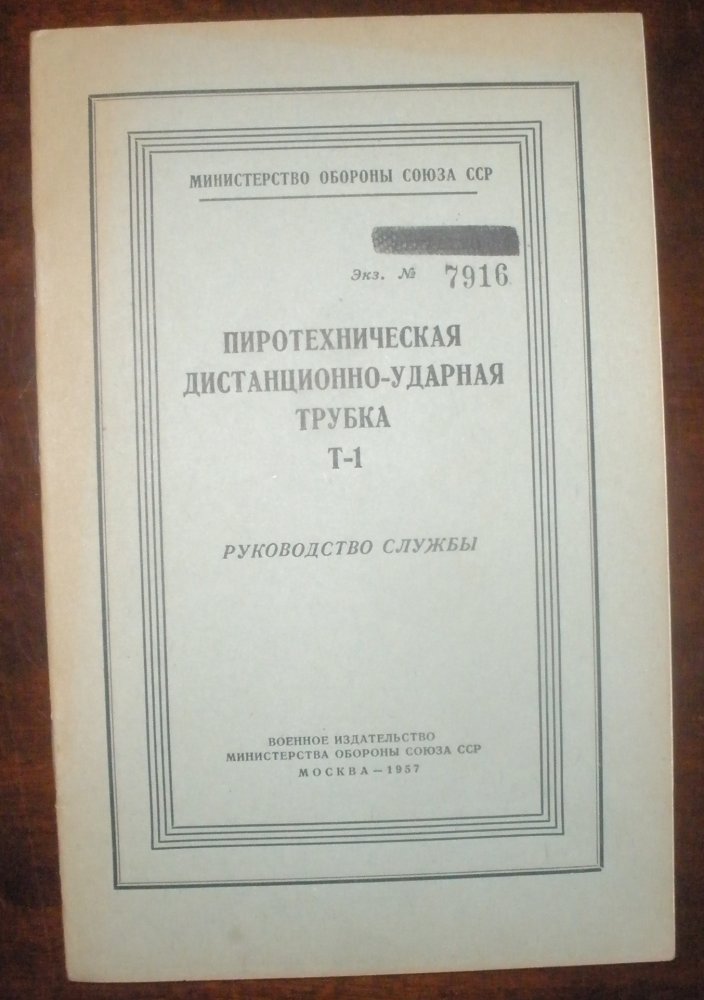 МИНИСТЕРСТВО ОБОРОНЫ СОЮЗА ССР
Экз. № 7916
ПИРОТЕХНИЧЕСКАЯ
ДИСТАНЦИОННО-УДАРНАЯ
ТРУБКА
Т-1
РУКОВОДСТВО СЛУЖБЫ
ВОЕННОЕ ИЗДАТЕЛЬСТВО
МИНИСТЕРСТВА ОБОРОНЫ СОЮЗА ССР
МОСКВА — 1957